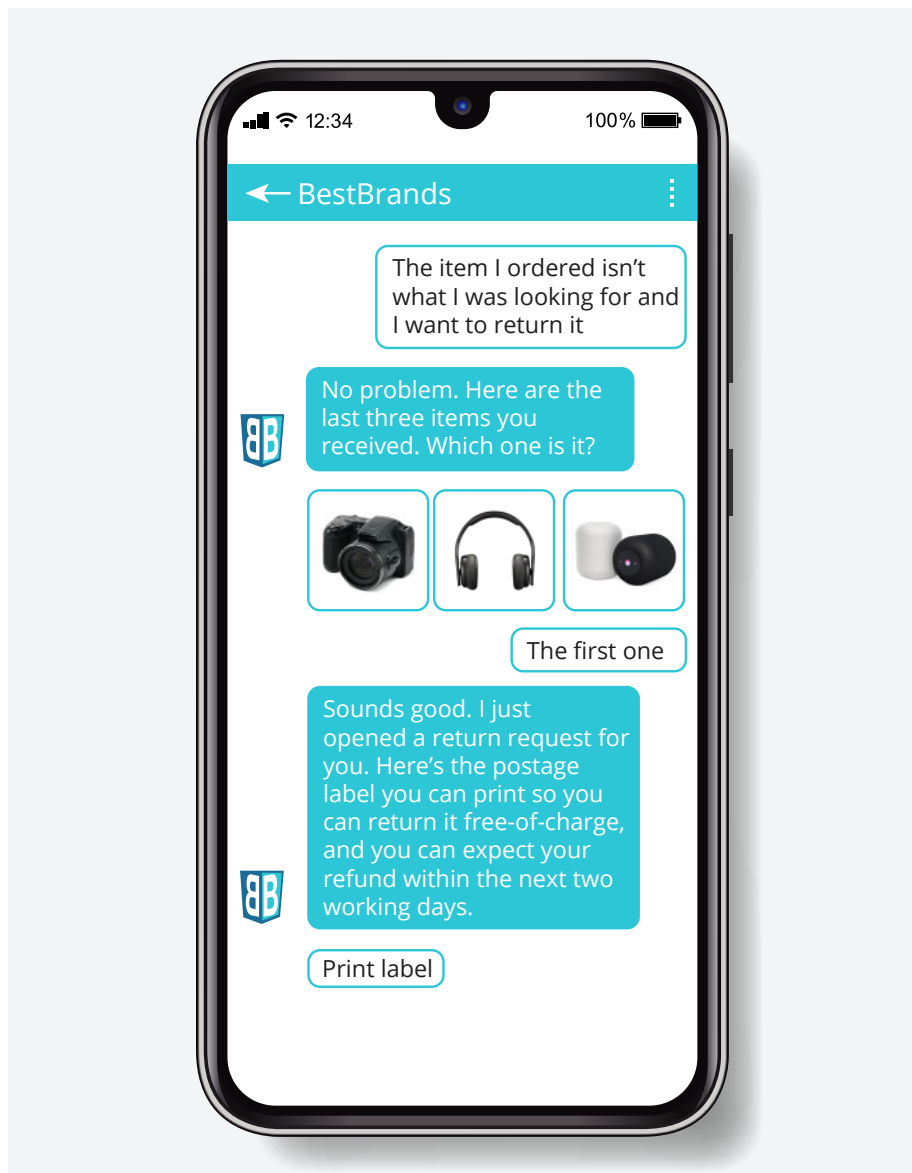 12:34
100%
BestBrands
The item I ordered isn’t
what I was looking for and
I want to return it
No problem. Here are the
last three items you
received. Which one is it?
BB
The first one
Sounds good. I just
opened a return request for
you. Here’s the postage
label you can print so you
can return it free-of-charge,
and you can expect your
refund within the next two
working days.
BB
Print label